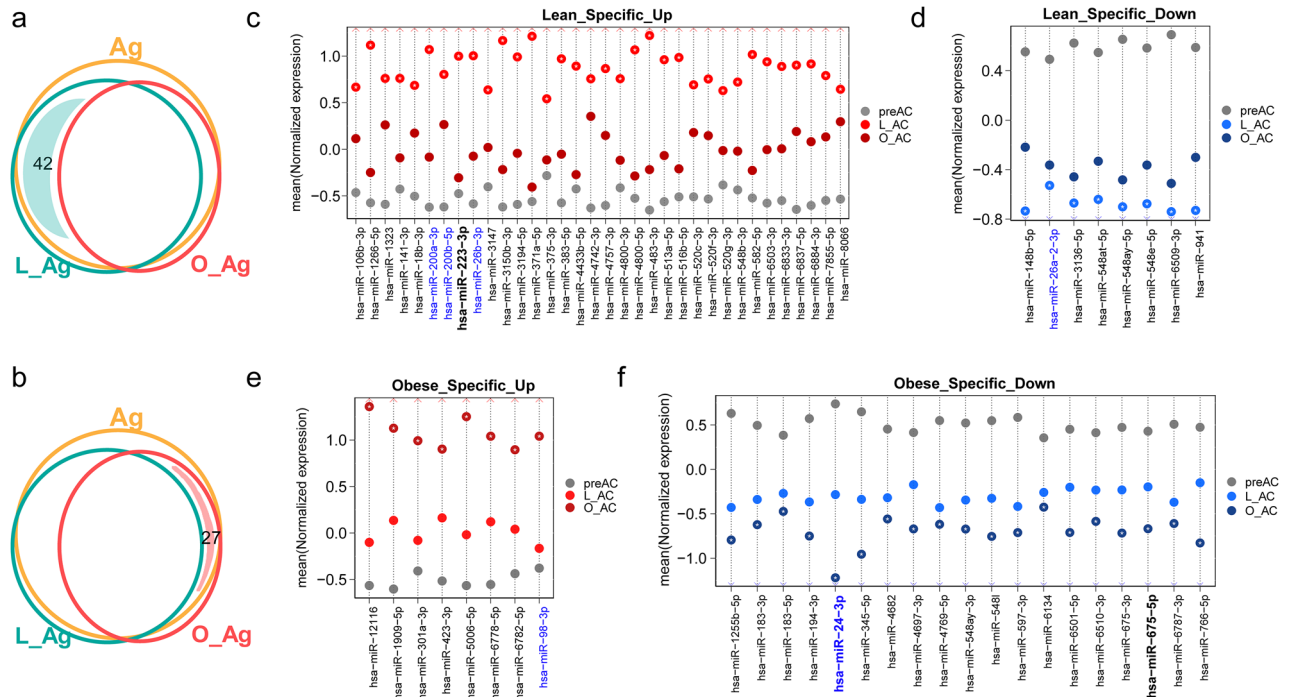 a
Ag
42
L_Ag
O_Ag
b
Ag
27
L_Ag
O_Ag
c
Lean_Specific_Up
mean(Normalized expression)
1.0
0.5
0.0
−0.5
preAC
L_AC
O_AC
hsa−miR−106b−3p
hsa−miR−1266−5p
hsa−miR−1323
hsa−miR−141−3p
hsa−miR−18b−3p
hsa−miR−200a−3p
hsa−miR−200b−5p
hsa−miR−223−3p
hsa−miR−26b−3p
hsa−miR−3147
hsa−miR−3150b−3p
hsa−miR−3194−5p
hsa−miR−371a−5p
hsa−miR−375−3p
hsa−miR−383−5p
hsa−miR−4433b−5p
hsa−miR−4742−3p
hsa−miR−4757−3p
hsa−miR−4800−3p
hsa−miR−4800−5p
hsa−miR−483−3p
hsa−miR−513a−5p
hsa−miR−516b−5p
hsa−miR−520c−3p
hsa−miR−520f−3p
hsa−miR−520g−3p
hsa−miR−548b−3p
hsa−miR−582−5p
hsa−miR−6503−3p
hsa−miR−6833−3p
hsa−miR−6837−5p
hsa−miR−6884−3p
hsa−miR−7855−5p
hsa−miR−8066
d
Lean_Specific_Down
mean(Normalized expression)
0.4
0.0
−0.4
−0.8
preAC
L_AC
O_AC
hsa−miR−148b−5p
hsa−miR−26a−2−3p
hsa−miR−3136−5p
hsa−miR−548at−5p
hsa−miR−548ay−5p
hsa−miR−548e−5p
hsa−miR−6509−3p
hsa−miR−941
e
Obese_Specific_Up
mean(Normalized expression)
1.0
0.5
0.0
−0.5
preAC
L_AC
O_AC
hsa−miR−12116
hsa−miR−1909−5p
hsa−miR−301a−3p
hsa−miR−423−3p
hsa−miR−5006−5p
hsa−miR−6778−5p
hsa−miR−6782−5p
hsa−miR−98−3p
f
Obese_Specific_Down
mean(Normalized expression)
0.5
0.0
−0.5
−1.0
preAC
L_AC
O_AC
hsa−miR−1255b−5p
hsa−miR−183−3p
hsa−miR−183−5p
hsa−miR−194−3p
hsa−miR−24−3p
hsa−miR−345−5p
hsa−miR−4682
hsa−miR−4697−3p
hsa−miR−4769−5p
hsa−miR−548ay−3p
hsa−miR−548l
hsa−miR−597−3p
hsa−miR−6134
hsa−miR−6501−5p
hsa−miR−6510−3p
hsa−miR−675−3p
hsa−miR−675−5p
hsa−miR−6787−3p
hsa−miR−766−5p